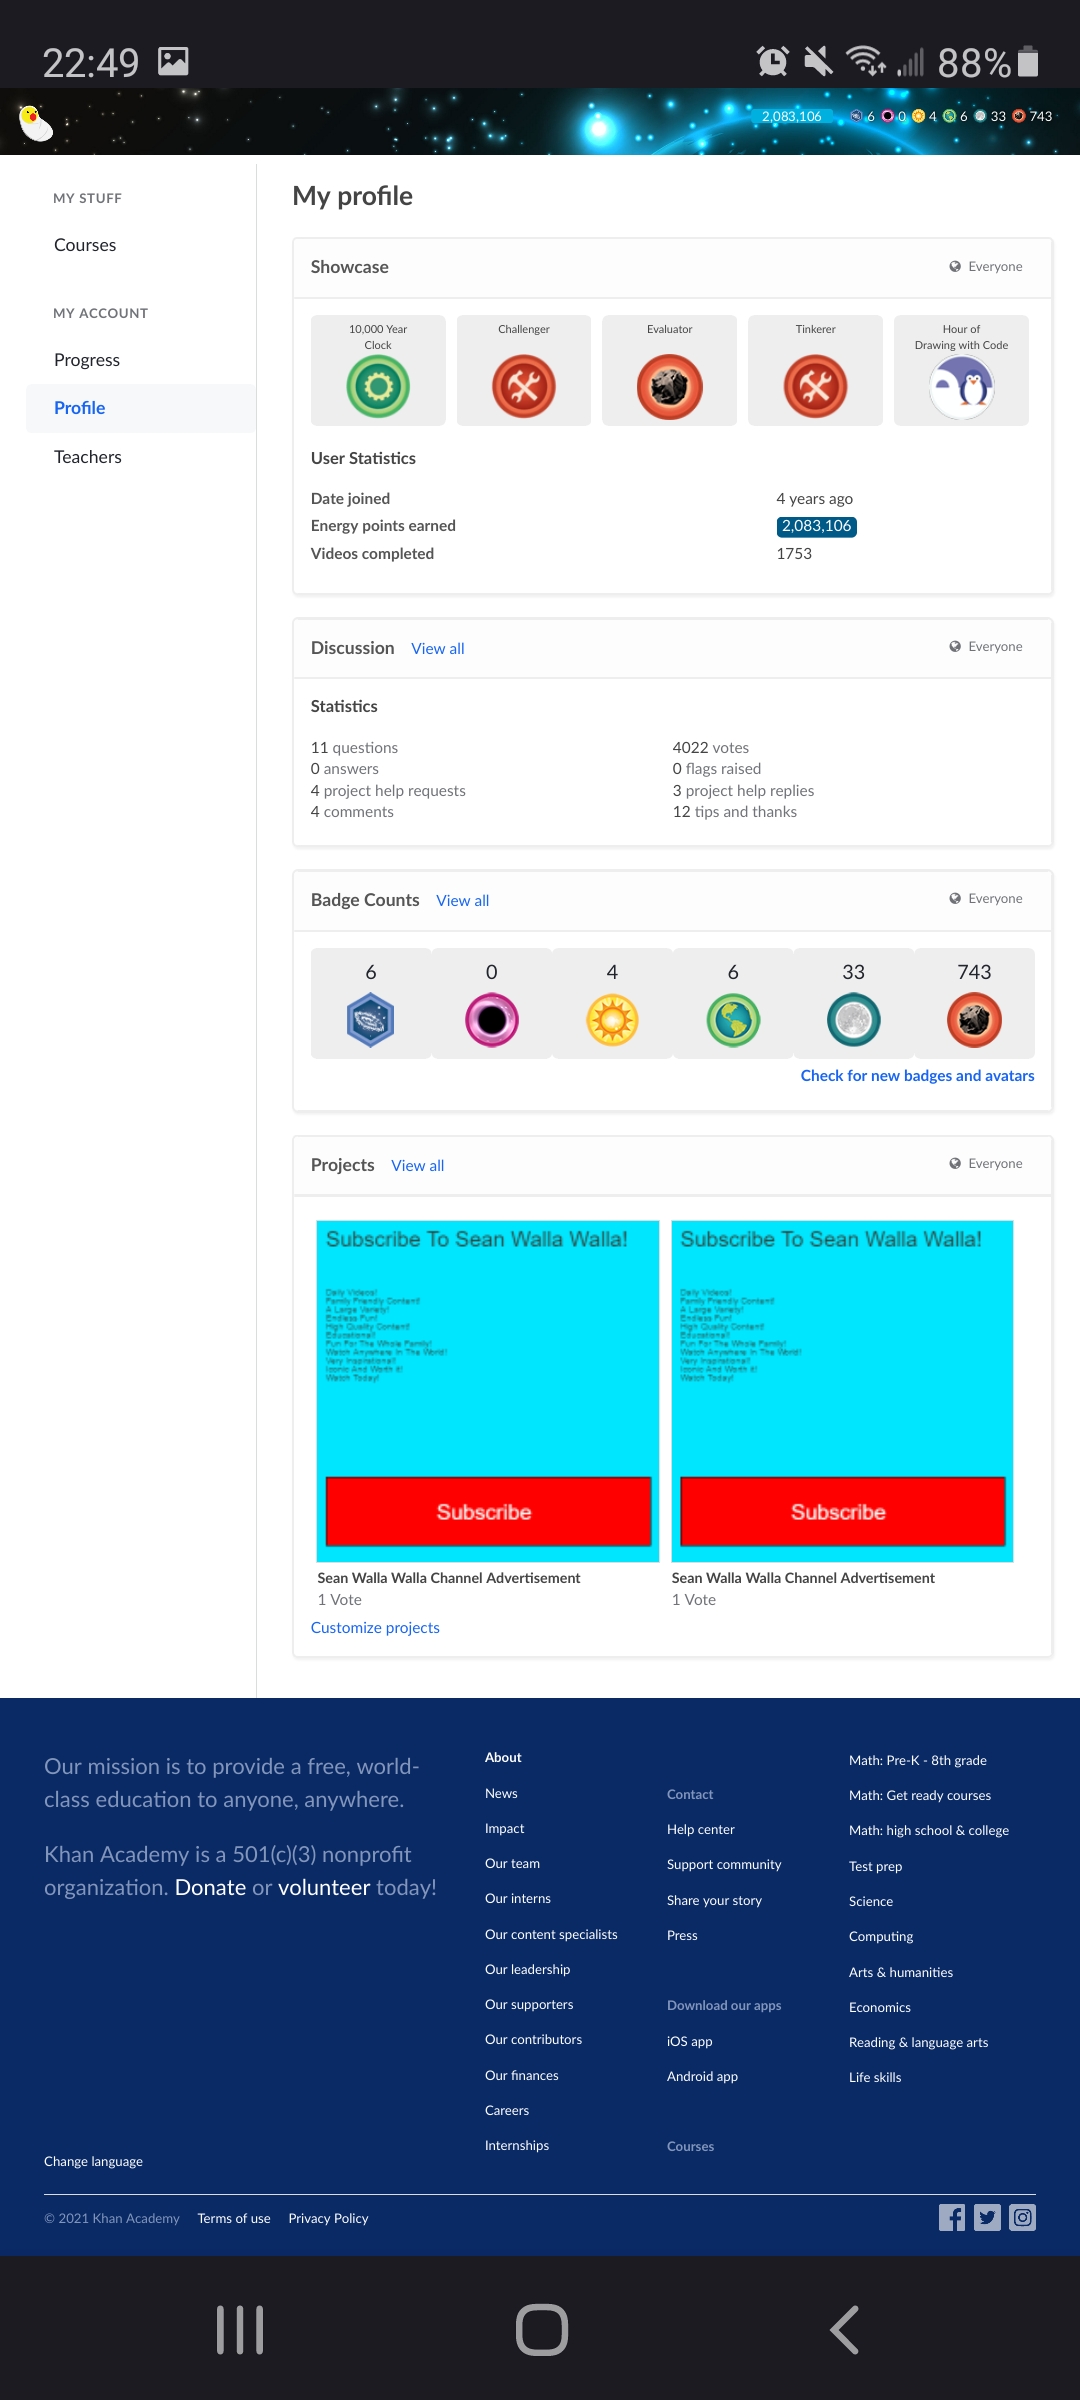 22:49
88%
2,083,106 6 0 4 6 33 743
MY STUFF
Courses
MY ACCOUNT
Progress
Profile
Teachers
My profile
Showcase
Everyone
10,000 Year
Clock
Challenger
Evaluator
Tinkerer
Hour of
Drawing with Code
User Statistics
Date joined 4 years ago
Energy points earned 2,083,106
Videos completed 1753
Discussion View all
Everyone
Statistics
11 questions
0 answers
4 project help requests
4 comments
4022 votes
0 flags raised
3 project help replies
12 tips and thanks
Badge Counts View all
Everyone
6 0 4 6 33 743
Check for new badges and avatars
Projects View all
Everyone
Subscribe To Sean Walla Walla!
Daily Videos!
Family Friendly Content!
A Large Variety!
Endless Fun!
High Quality Content!
Educational!
Fun For The Whole Family!
Watch Anywhere In The World!
Very Inspirational!
Iconic And Worth It!
Watch Today!
Subscribe
Sean Walla Walla Channel Advertisement
1 Vote
Subscribe To Sean Walla Walla!
Daily Videos!
Family Friendly Content!
A Large Variety!
Endless Fun!
High Quality Content!
Educational!
Fun For The Whole Family!
Watch Anywhere In The World!
Very Inspirational!
Iconic And Worth It!
Watch Today!
Subscribe
Sean Walla Walla Channel Advertisement
1 Vote
Customize projects
Our mission is to provide a free, world-
class education to anyone, anywhere.
Khan Academy is a 501(c)(3) nonprofit
organization. Donate or volunteer today!
Change language
About
News
Impact
Our team
Our interns
Our content specialists
Our leadership
Our supporters
Our contributors
Our finances
Careers
Internships
Contact
Help center
Support community
Share your story
Press
Download our apps
iOS app
Android app
Courses
Math: Pre-K - 8th grade
Math: Get ready courses
Math: high school & college
Test prep
Science
Computing
Arts & humanities
Economics
Reading & language arts
Life skills
© 2021 Khan Academy Terms of use Privacy Policy